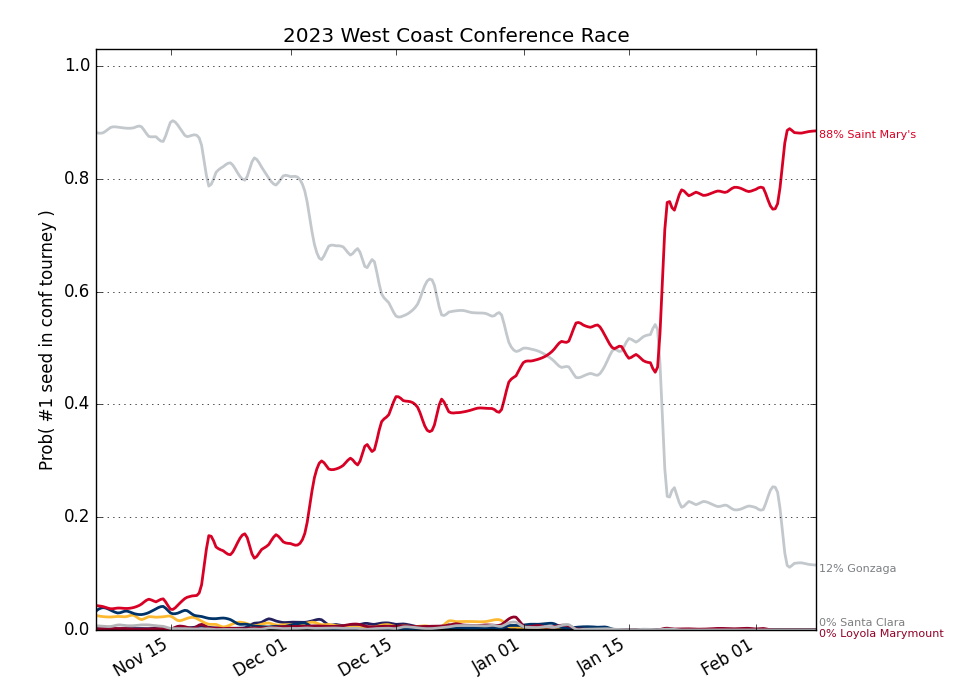 2023 West Coast Conference Race
Prob( #1 seed in conf tourney )
1.0
0.8
0.6
0.4
0.2
0.0
Nov 15
Dec 01
Dec 15
Jan 01
Jan 15
Feb 01
88% Saint Mary's
12% Gonzaga
0% Santa Clara
0% Loyola Marymount